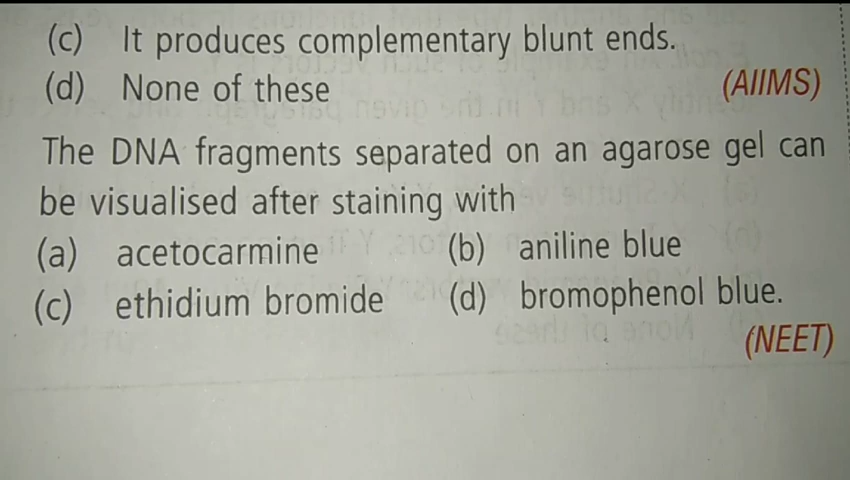 (c) It produces complementary blunt ends.
(d) None of these (AIIMS)
The DNA fragments separated on an agarose gel can
be visualised after staining with
(a) acetocarmine (b) aniline blue
(c) ethidium bromide (d) bromophenol blue.
(NEET)